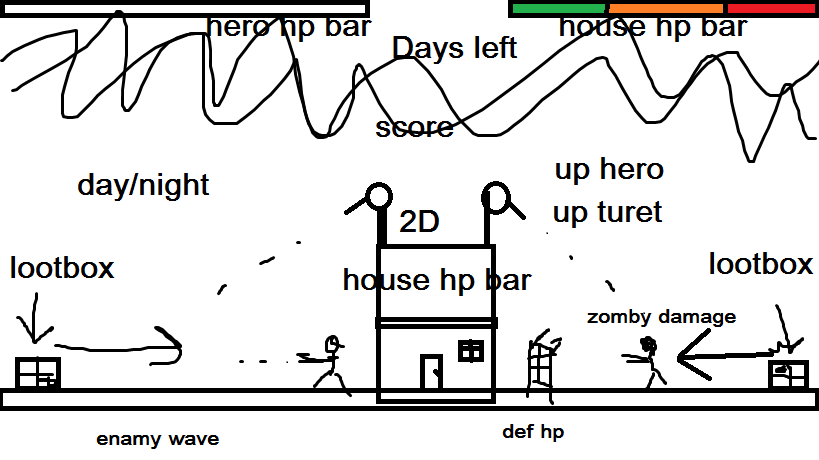 hero hp bar
house hp bar
Days left
score
day/night
up hero
up turet
2D
lootbox
house hp bar
lootbox
zomby damage
enamy wave
def hp